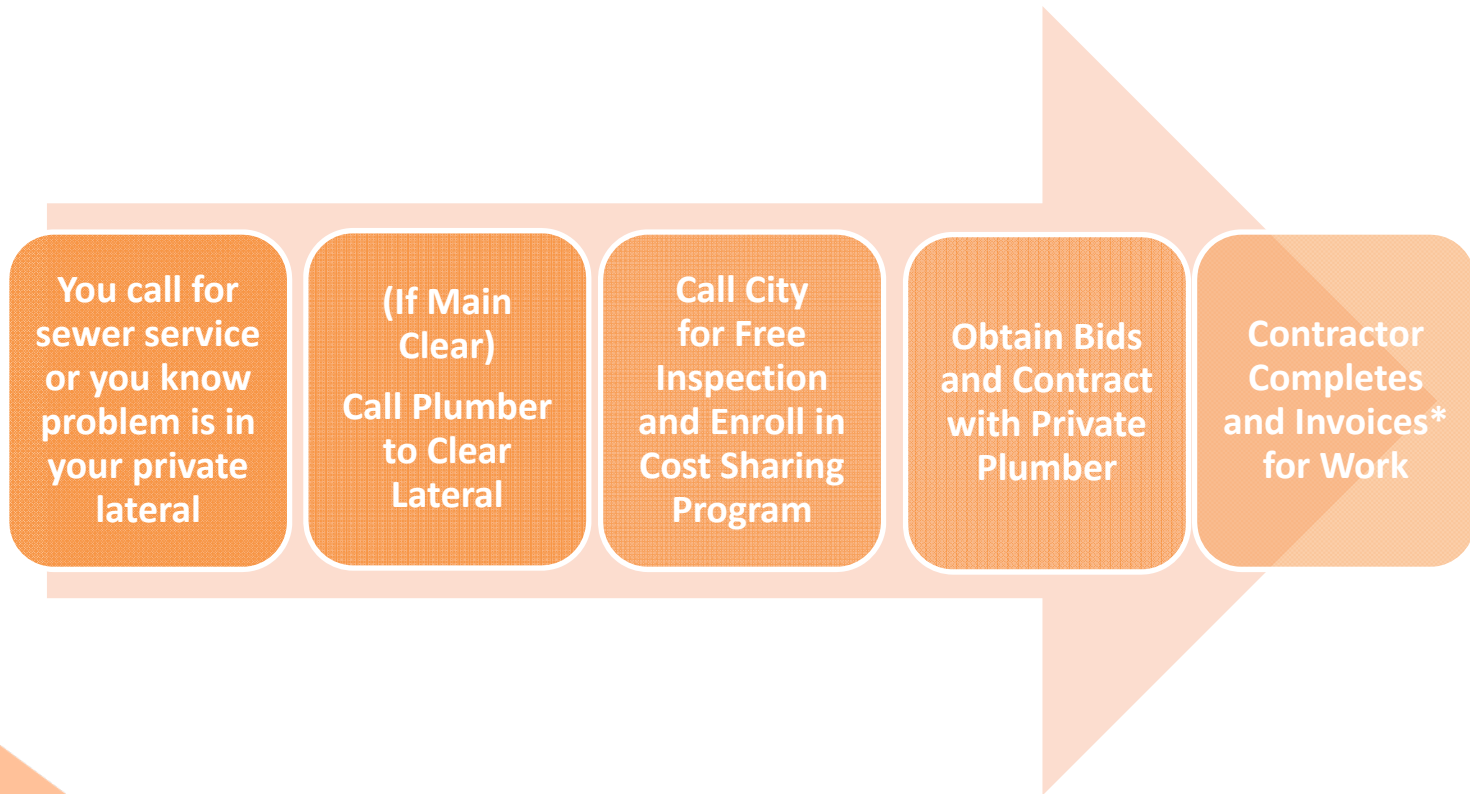 You call for
sewer service
or you know
problem is in
your private
lateral
(If Main
Clear)
Call Plumber
to Clear
Lateral
Call City
for Free
Inspection
and Enroll in
Cost Sharing
Program
Obtain Bids
and Contract
with Private
Plumber
Contractor
Completes
and Invoices*
for Work